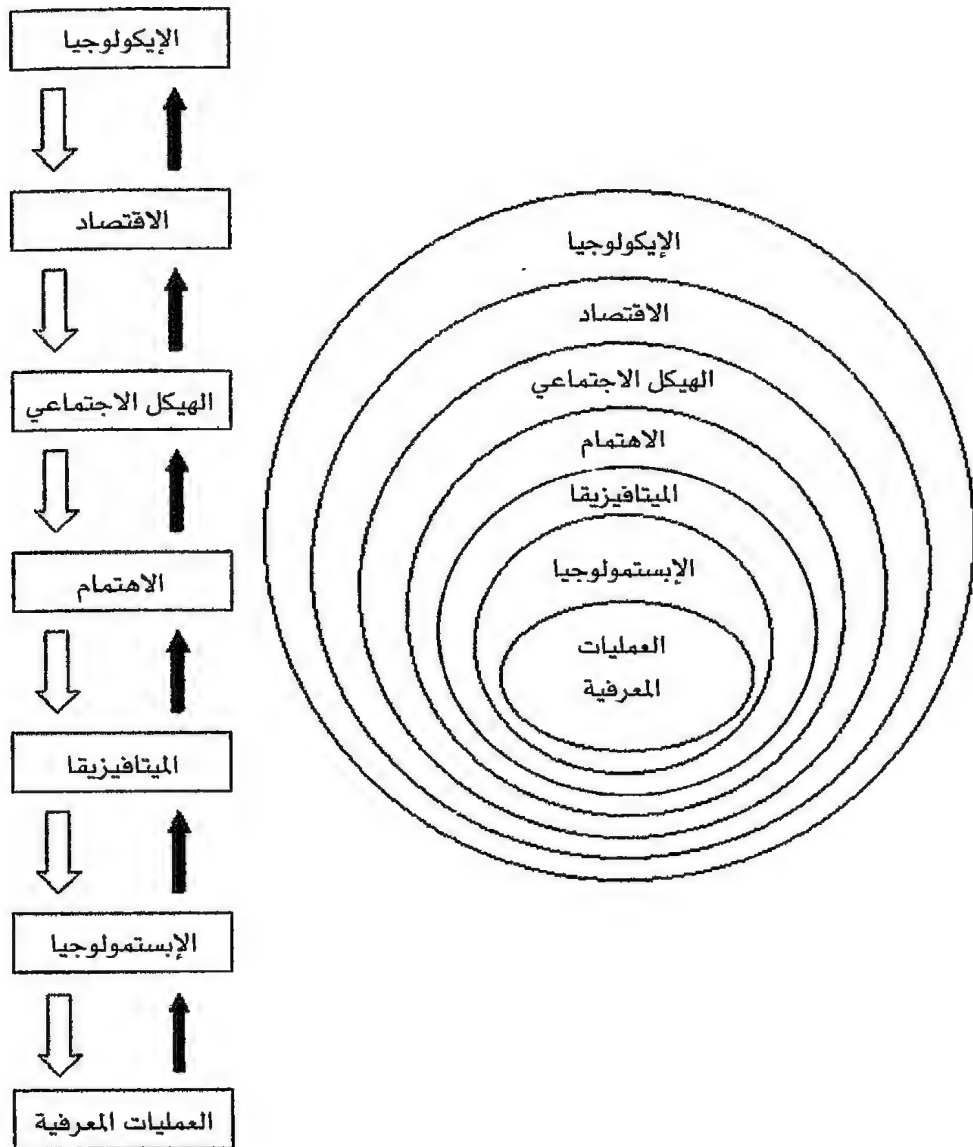 الإيكولوجيا
الاقتصاد
الهيكل الاجتماعي
الاهتمام
الميتافيزيقا
الإبستمولوجيا
العمليات المعرفية
الإيكولوجيا
الاقتصاد
الهيكل الاجتماعي
الاهتمام
الميتافيزيقا
الإبستمولوجيا
العمليات
المعرفية